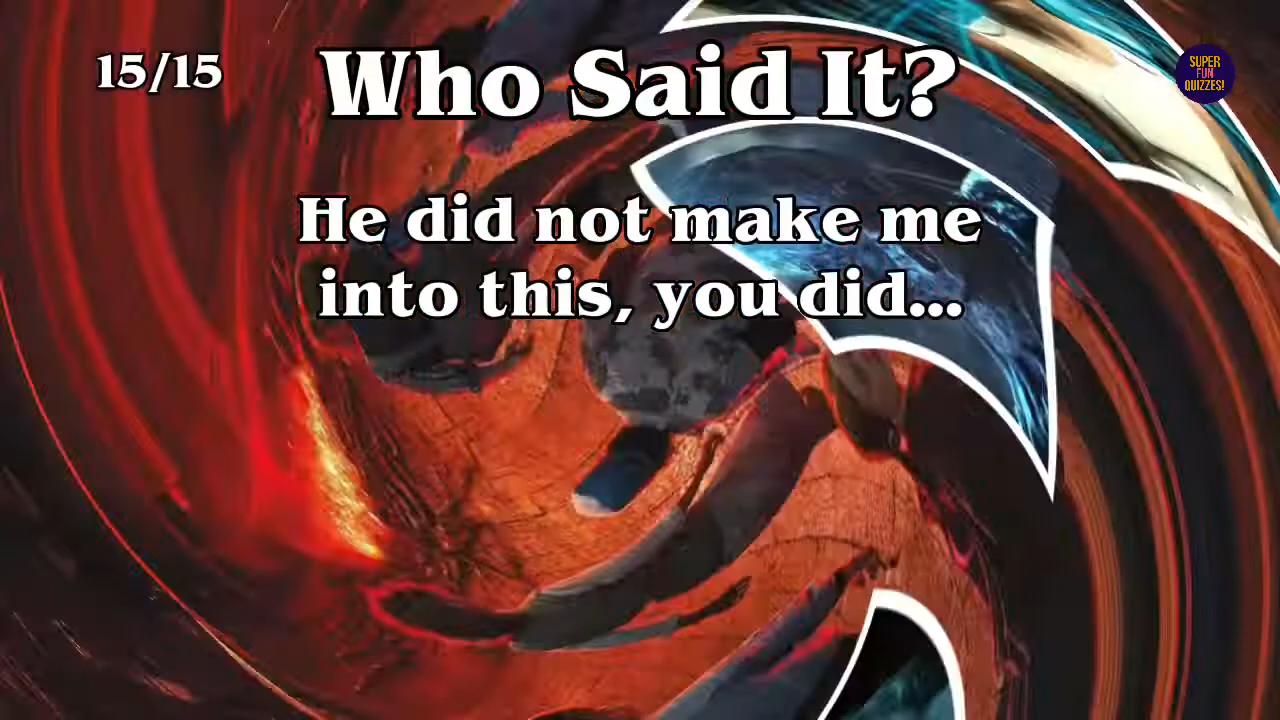 15/15
Who Said It?
SUPER
FUN
QUIZZES!
He did not make me
into this, you did...